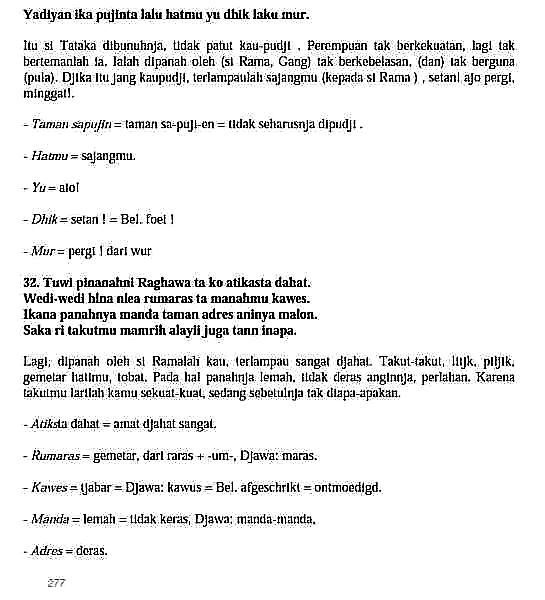 Yadiyan ika pujinta lalu hatmu yu dhik laku mur.
Itu si Tataka dibunuhnja, tidak patut kau-pudji . Perempuan tak berkekuatan, lagi tak
bertemanlah ia. Ialah dipanah oleh (si Rama, Gang) tak berkebelasan, (dan) tak berguna
(pula). Djika itu jang kaupudji, terlampaulah sajangmu (kepada si Rama ) , setani ajo pergi,
minggat!.
- Taman sapujin = taman sa-puji-en = tidak seharusnja dipudji .
- Hatmu = sajangmu.
- Yu = aio!
- Dhik = setan ! = Bel. foei !
- Mur = pergi ! dari wur
32. Tuwi pinanahni Raghawa ta ko atikasta dahat.
Wedi-wedi hina nlea rumaras ta manahmu kawes.
Ikana panahnya manda taman adres aninya malon.
Saka ri takutmu mamrih alayū juga tann inapa.
Lagi; dipanah oleh si Ramalah kau, terlampau sangat djahat. Takut-takut, litjk, pitjik,
gemetar hatimu, tobat. Pada hal panahnja lemah, tidak deras anginnja, perlahan. Karena
takutmu larilah kamu sekuat-kuat, sedang sebetulnja tak diapa-apakan.
- Atiksta dahat = amat djahat sangat.
- Rumaras = gemetar, dari raras + -um-, Djawa: maras.
- Kawes = tjabar = Djawa: kawus = Bel. afgeschrikt = ontmoedigd.
- Manda = lemah = tidak keras, Djawa: manda-manda,
- Adres = deras.
277